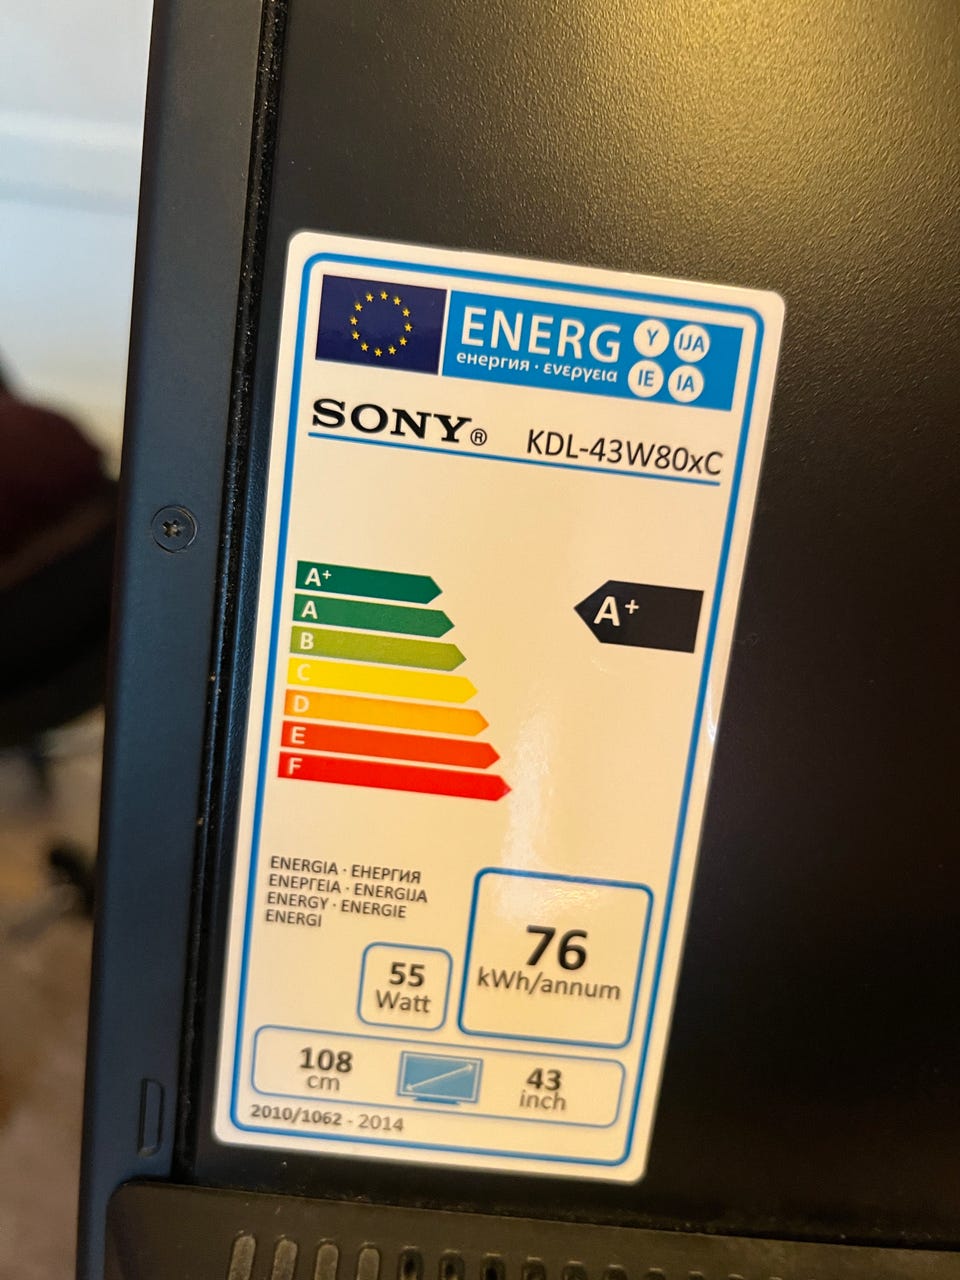 ENERG Y IJA
енергия · ενεργεια IE IA
SONY® KDL-43W80xC
A+
A
B
C
D
E
F
A+
ENERGIA · ЕНЕРГИЯ
ΕΝΕΡΓΕΙΑ · ENERGIJA
ENERGY · ENERGIE
ENERGI
76
kWh/annum
55
Watt
108
cm
43
inch
2010/1062 - 2014